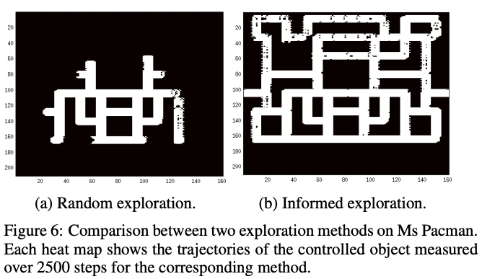 20
40
60
80
100
120
140
160
180
200
20 40 60 80 100 120 140 160
20
40
60
80
100
120
140
160
180
200
20 40 60 80 100 120 140 160
(a) Random exploration.
(b) Informed exploration.
Figure 6: Comparison between two exploration methods on Ms Pacman.
Each heat map shows the trajectories of the controlled object measured
over 2500 steps for the corresponding method.